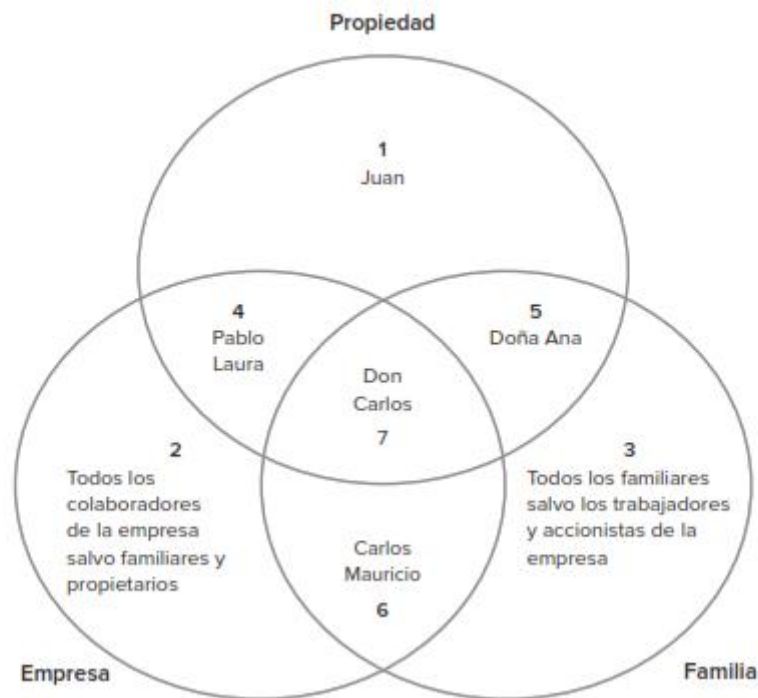 Propiedad
1
Juan
4
Pablo
Laura
5
Doña Ana
Don
Carlos
7
2
Todos los
colaboradores
de la empresa
salvo familiares y
propietarios
3
Todos los familiares
salvo los trabajadores
y accionistas de la
empresa
Carlos
Mauricio
6
Empresa
Familia